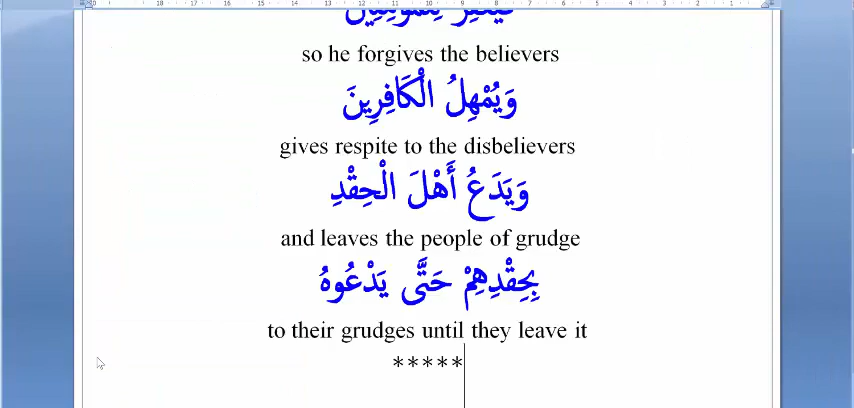 so he forgives the believers
وَيُمْهِلُ الْكَافِرِينَ
gives respite to the disbelievers
وَيَدَعُ أَهْلَ الْحِقْدِ
and leaves the people of grudge
بِحِقْدِهِمْ حَتَّى يَدْعُوهُ
to their grudges until they leave it
*****